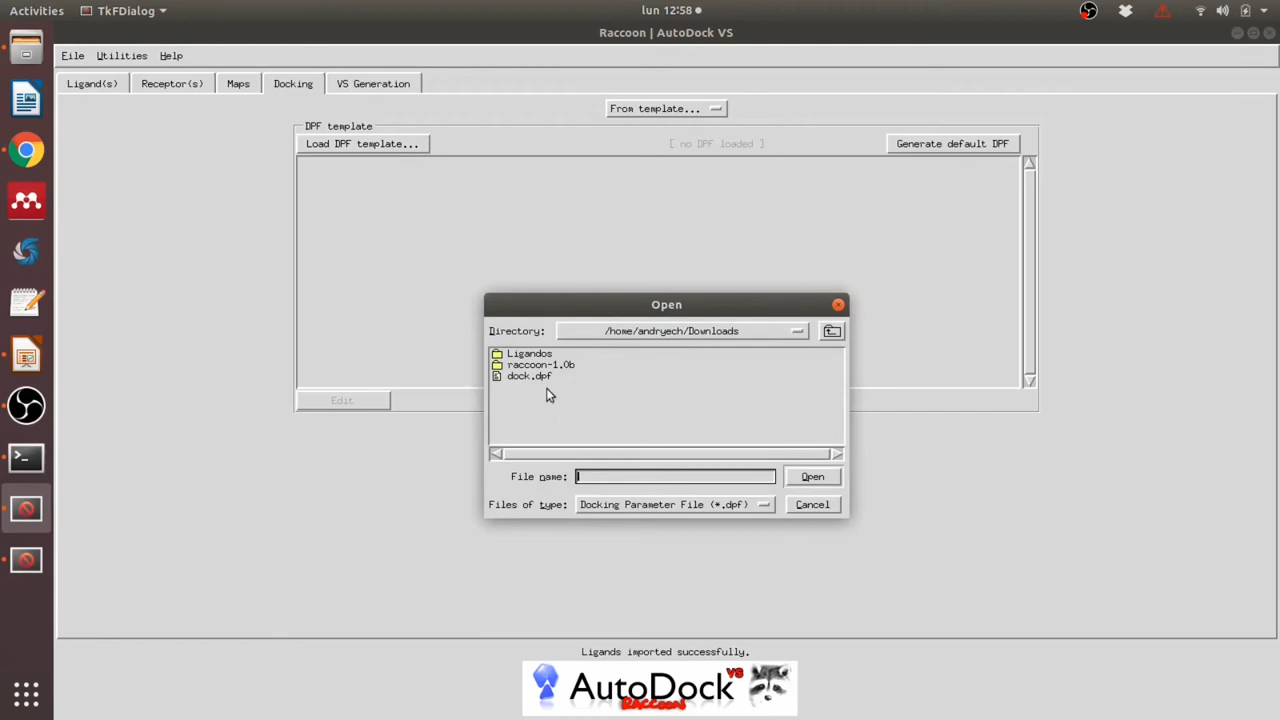 Activities TkFDialog lun 12:58
Raccoon | AutoDock VS
File Utilities Help
Ligand(s) Receptor(s) Maps Docking VS Generation
From template...
DPF template
Load DPF template... [ no DPF loaded ] Generate default DPF
Open
Directory: /home/andryech/Downloads
Ligandos
raccoon-1.0b
dock.dpf
Edit
File name: Open
Files of type: Docking Parameter File (*.dpf) Cancel
Ligands imported successfully.
AutoDock VS
RACCOON